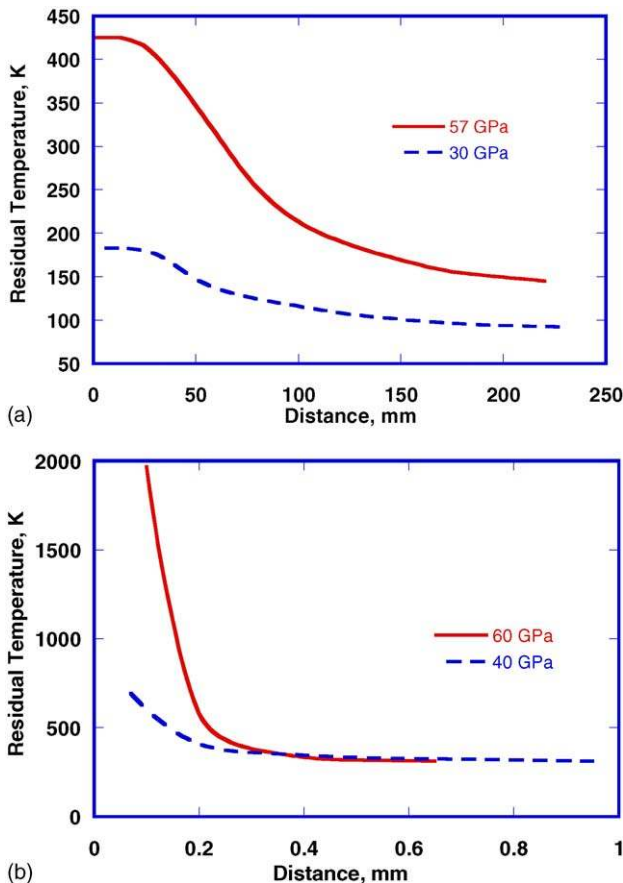 450
400
350
300
250
200
150
100
50
Residual Temperature, K
57 GPa
30 GPa
0 50 100 150 200 250
Distance, mm
(a)
2000
1500
1000
500
0
Residual Temperature, K
60 GPa
40 GPa
0 0.2 0.4 0.6 0.8 1
Distance, mm
(b)